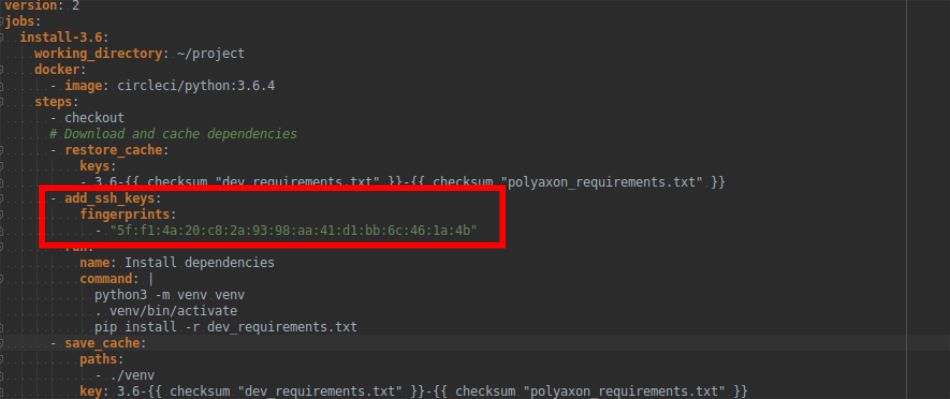 version: 2
jobs:
install-3.6:
working_directory: ~/project
docker:
- image: circleci/python:3.6.4
steps:
- checkout
# Download and cache dependencies
- restore_cache:
keys:
- 3.6-{{ checksum "dev_requirements.txt" }}-{{ checksum "polyaxon_requirements.txt" }}
- add_ssh_keys:
fingerprints:
- "5f:f1:4a:20:c8:2a:93:98:aa:41:d1:bb:6c:46:1a:4b"
name: Install dependencies
command: |
python3 -m venv venv
. venv/bin/activate
pip install -r dev_requirements.txt
- save_cache:
paths:
- ./venv
key: 3.6-{{ checksum "dev_requirements.txt" }}-{{ checksum "polyaxon_requirements.txt" }}